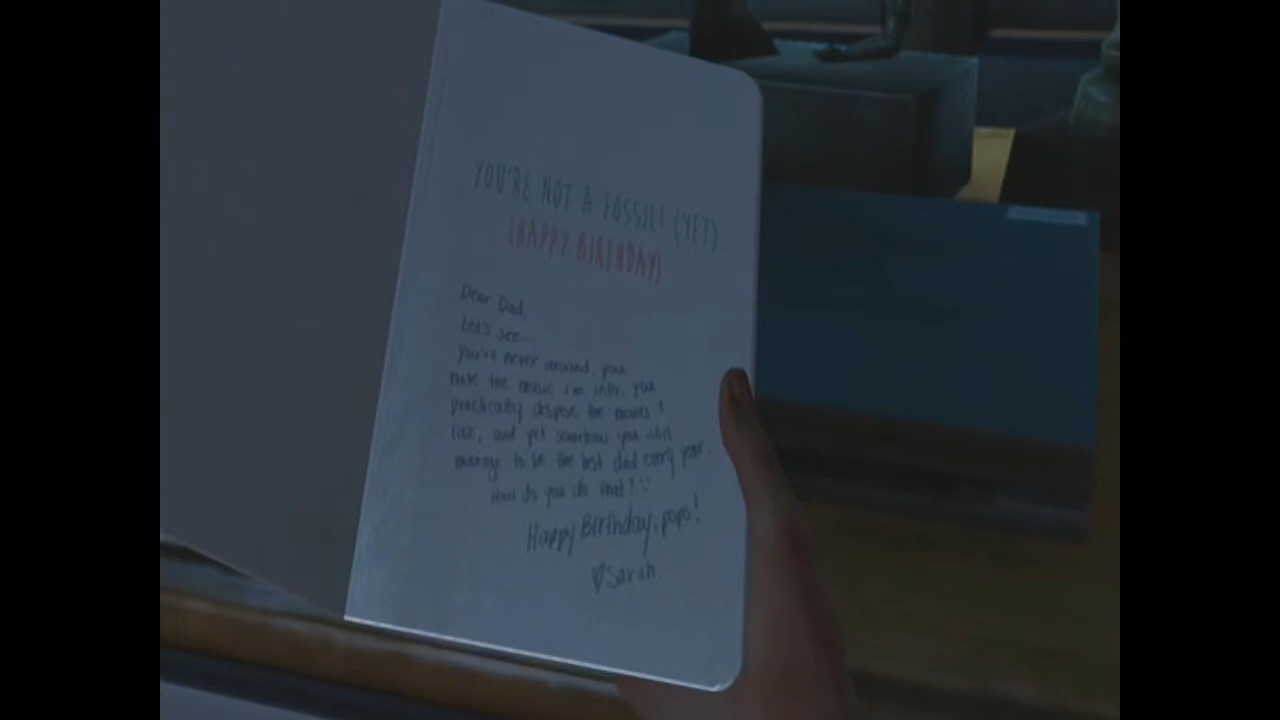 YOU'RE NOT A FOSSIL! (YET)
(HAPPY BIRTHDAY)
Dear Dad,
Let's see...
You're never around, you
hate the music I'm into, you
practically despise the movies I
like, and yet somehow you still
manage to be the best dad every year.
How do you do that? :-
Happy Birthday, pops!
♡Sarah